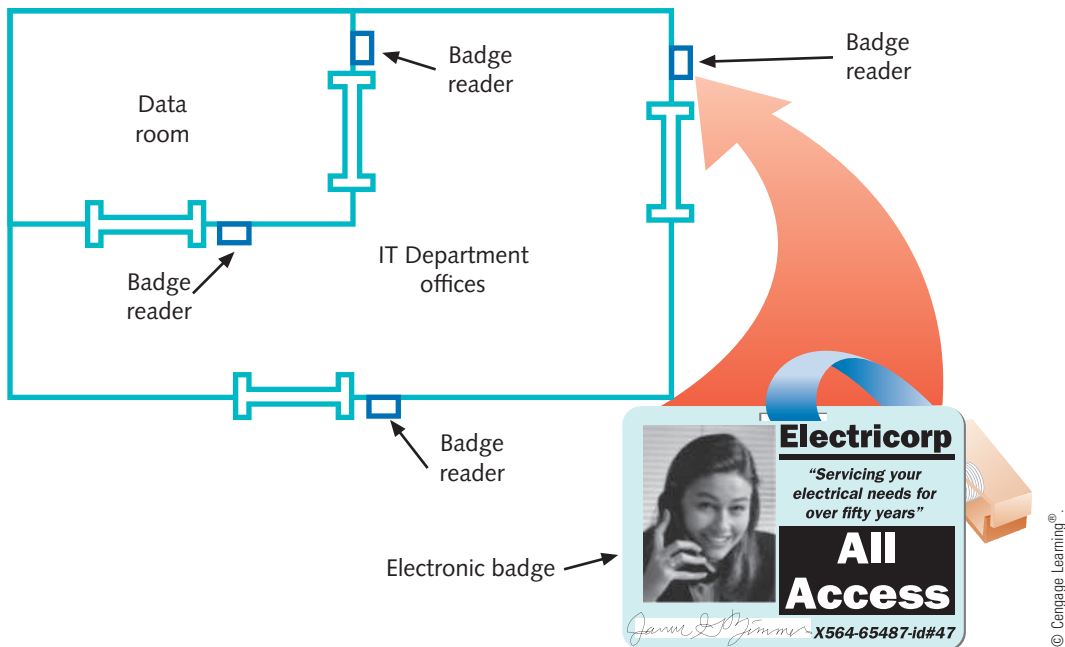 Badge
reader
Badge
reader
Data
room
IT Department
offices
Badge
reader
Badge
reader
Electronic badge
Electricorp
“Servicing your
electrical needs for
over fifty years”
All
Access
X564-65487-id#47
© Cengage Learning®.